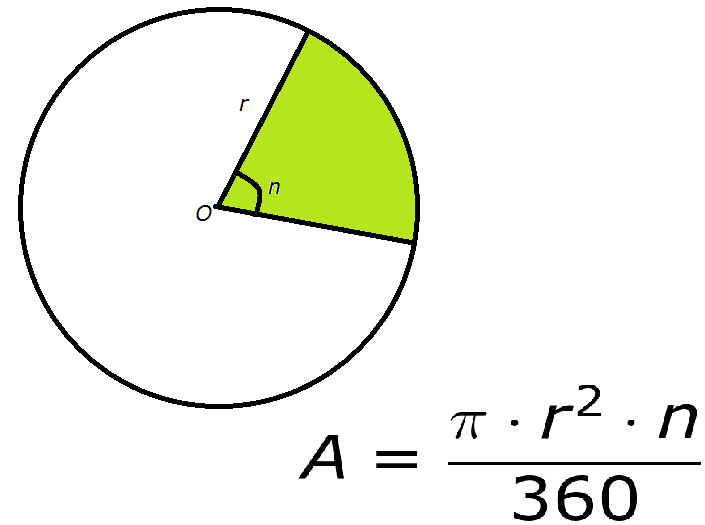 r
n
O
A = π · r² · n / 360